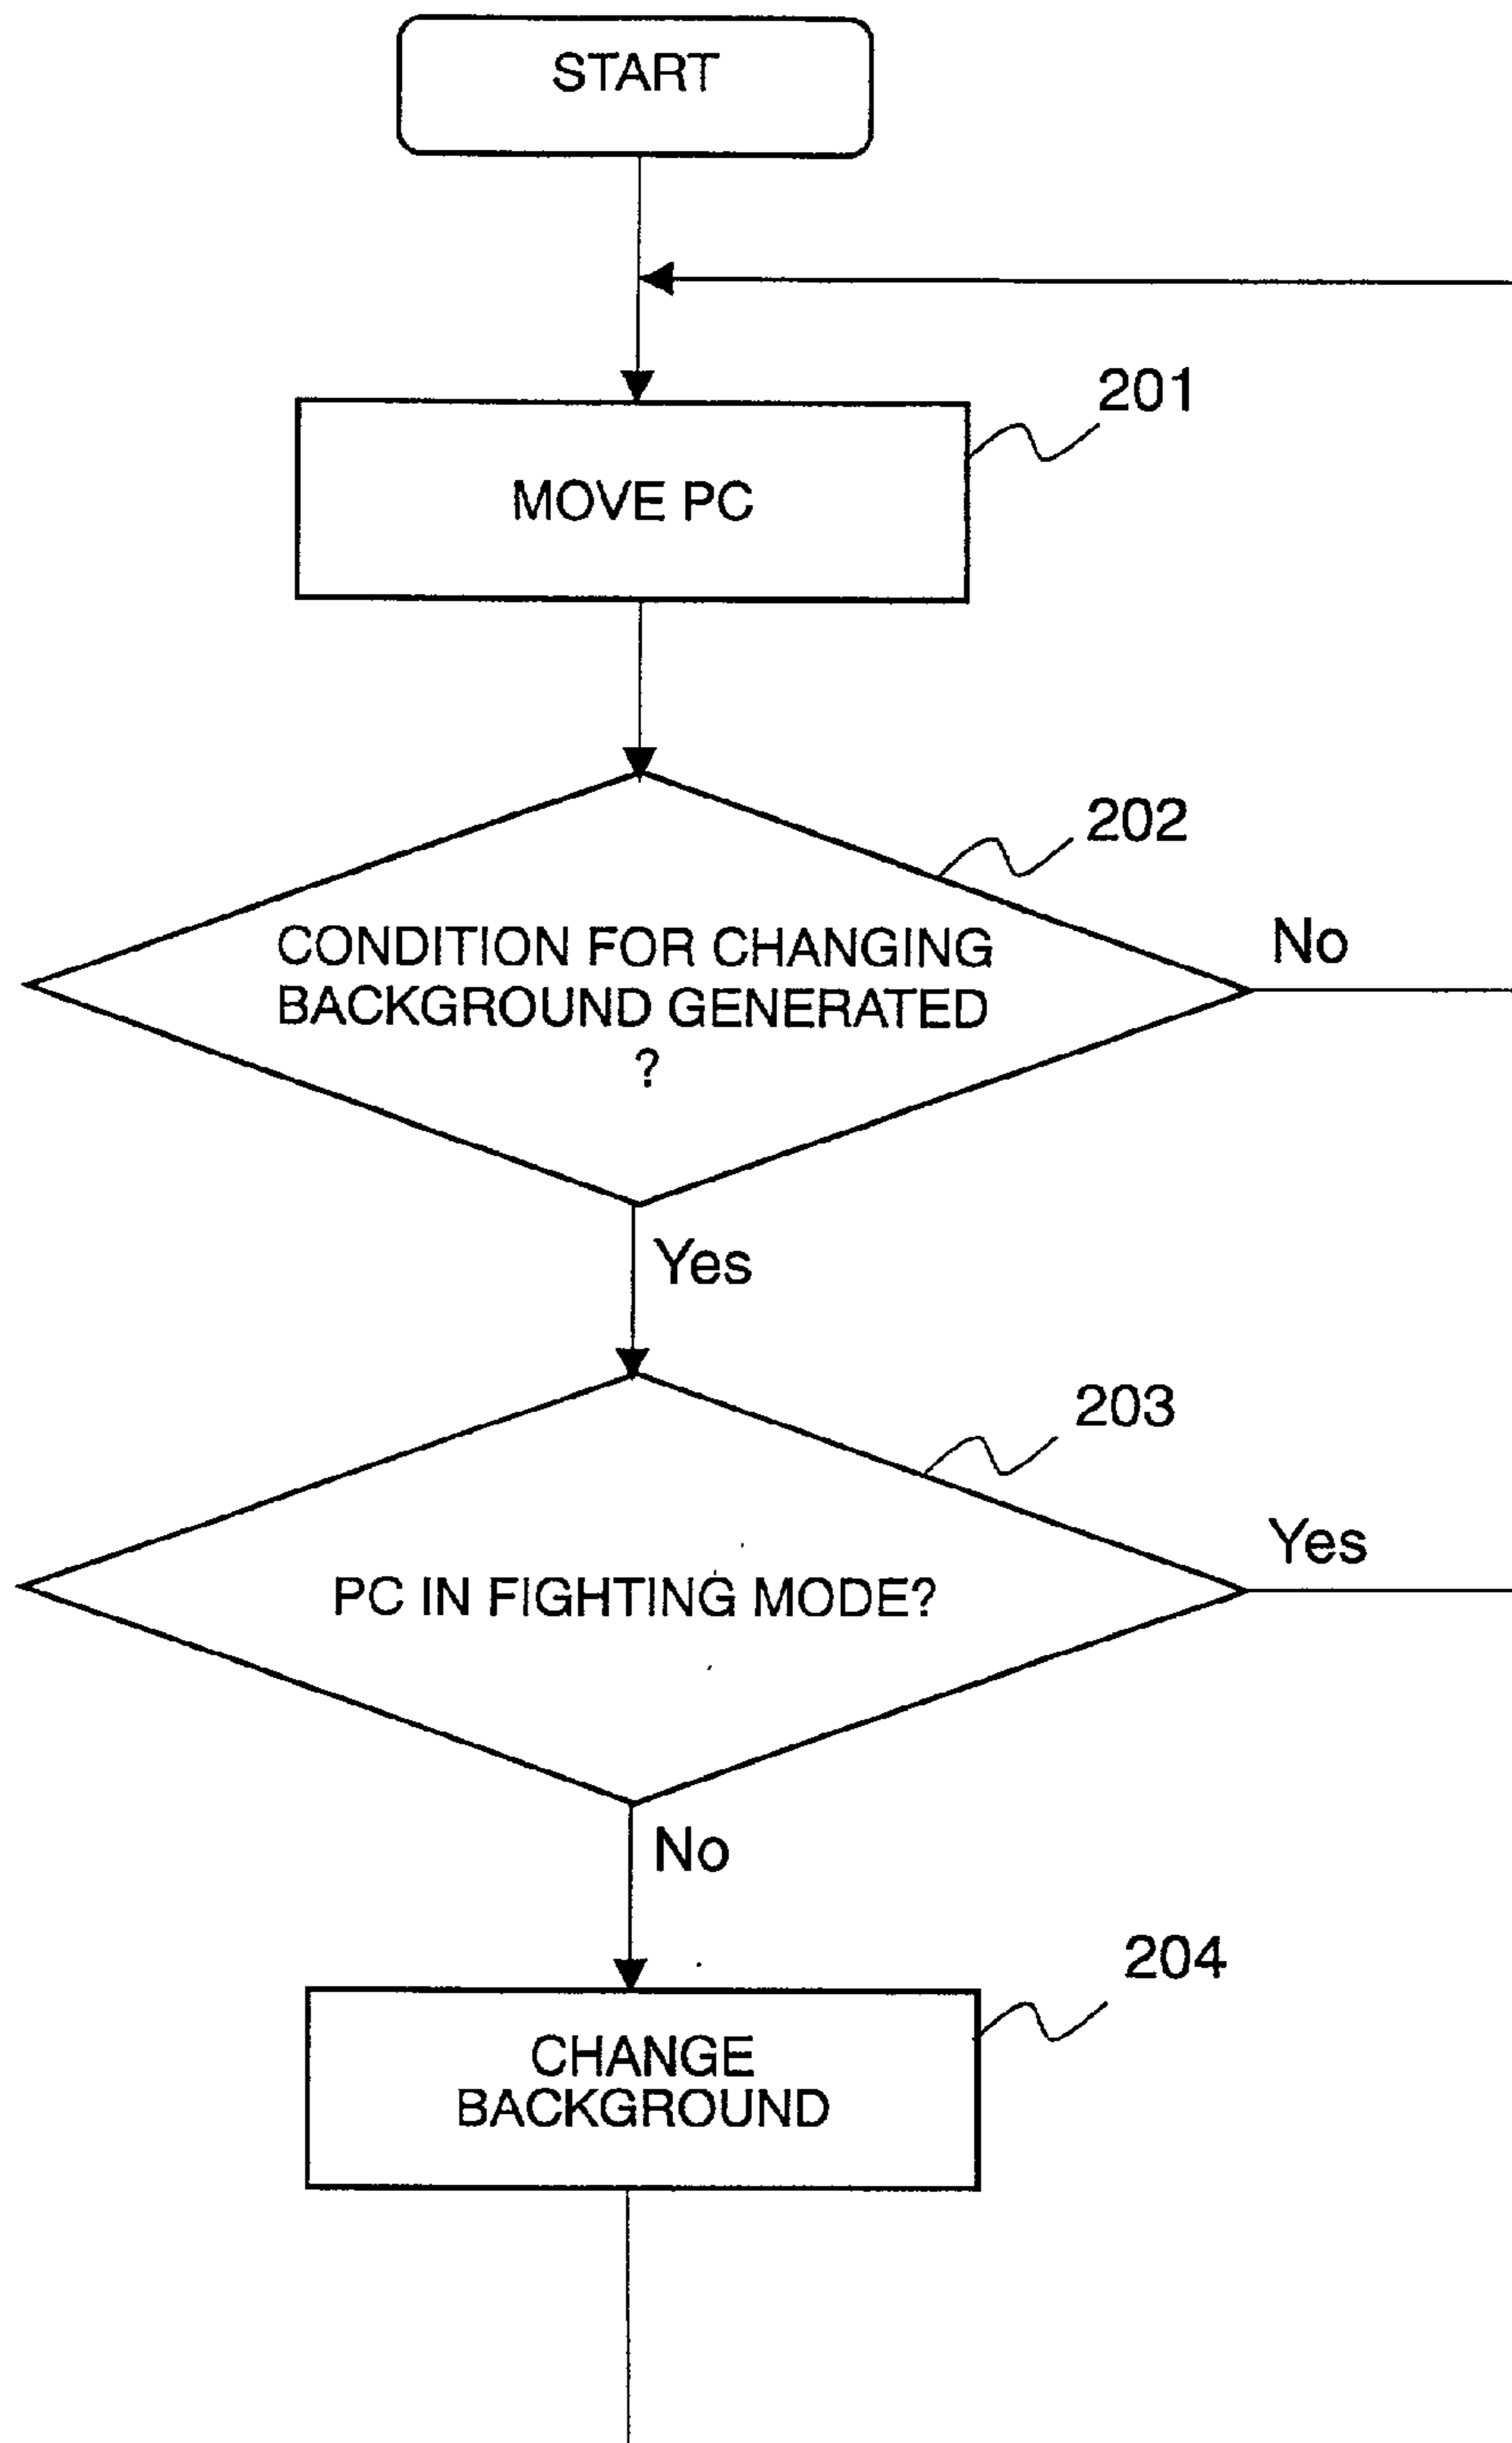 START
201
MOVE PC
202
CONDITION FOR CHANGING
BACKGROUND GENERATED
?
No
Yes
203
PC IN FIGHTING MODE?
Yes
No
204
CHANGE
BACKGROUND